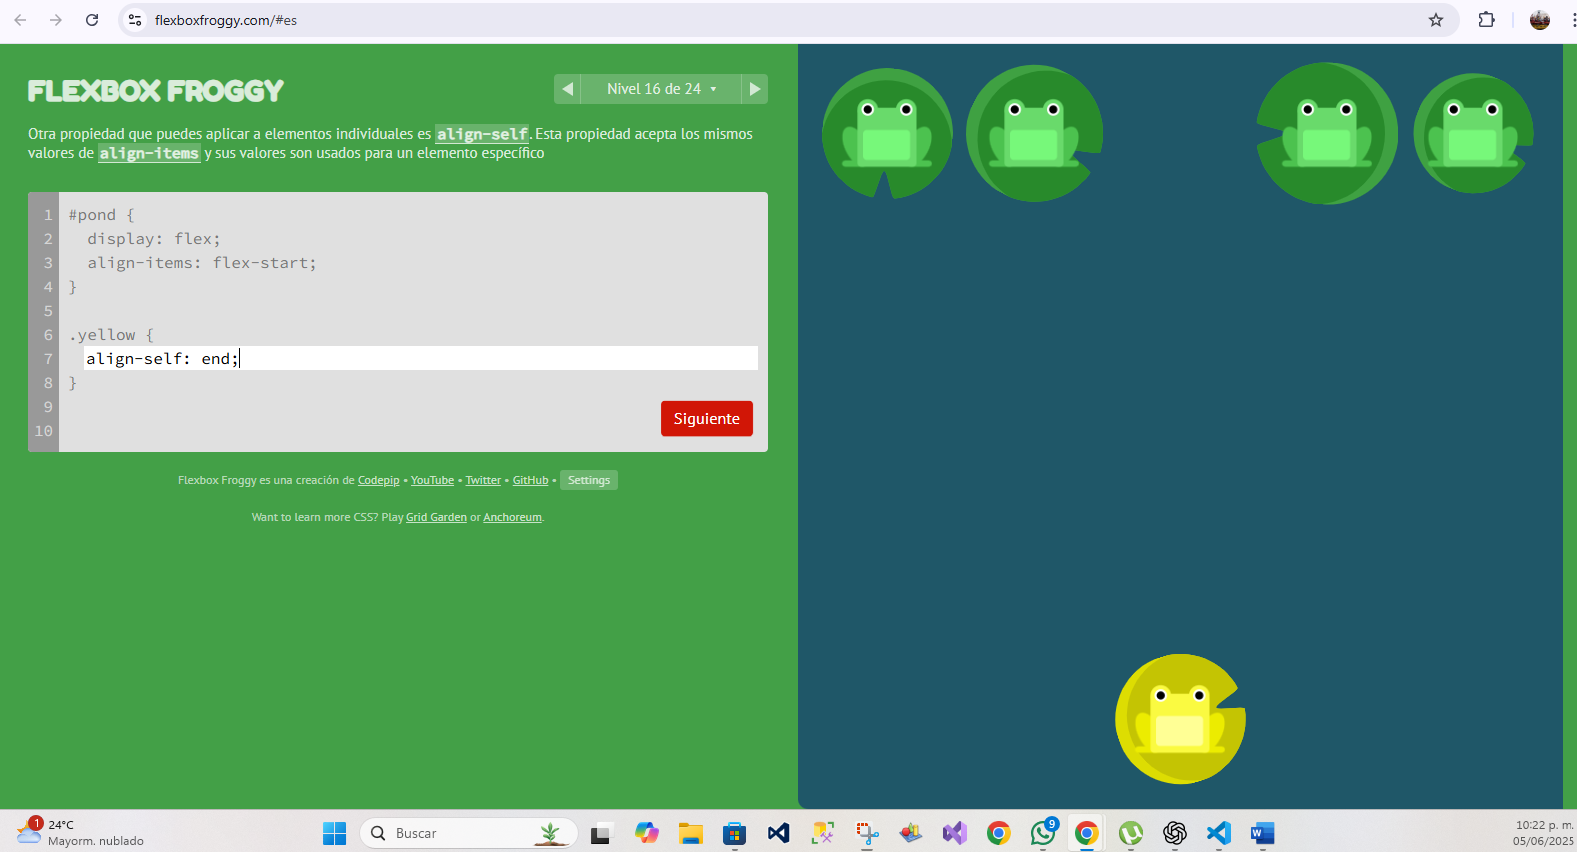 flexboxfroggy.com/#es
FLEXBOX FROGGY
Nivel 16 de 24
Otra propiedad que puedes aplicar a elementos individuales es align-self. Esta propiedad acepta los mismos
valores de align-items y sus valores son usados para un elemento específico
1 #pond {
2 display: flex;
3 align-items: flex-start;
4 }
5
6 .yellow {
7 align-self: end;
8 }
9
10
Siguiente
Flexbox Froggy es una creación de Codepip • YouTube • Twitter • GitHub • Settings
Want to learn more CSS? Play Grid Garden or Anchoreum.
1
24°C
Mayorm. nublado
Buscar
9
W
10:22 p. m.
05/06/2025